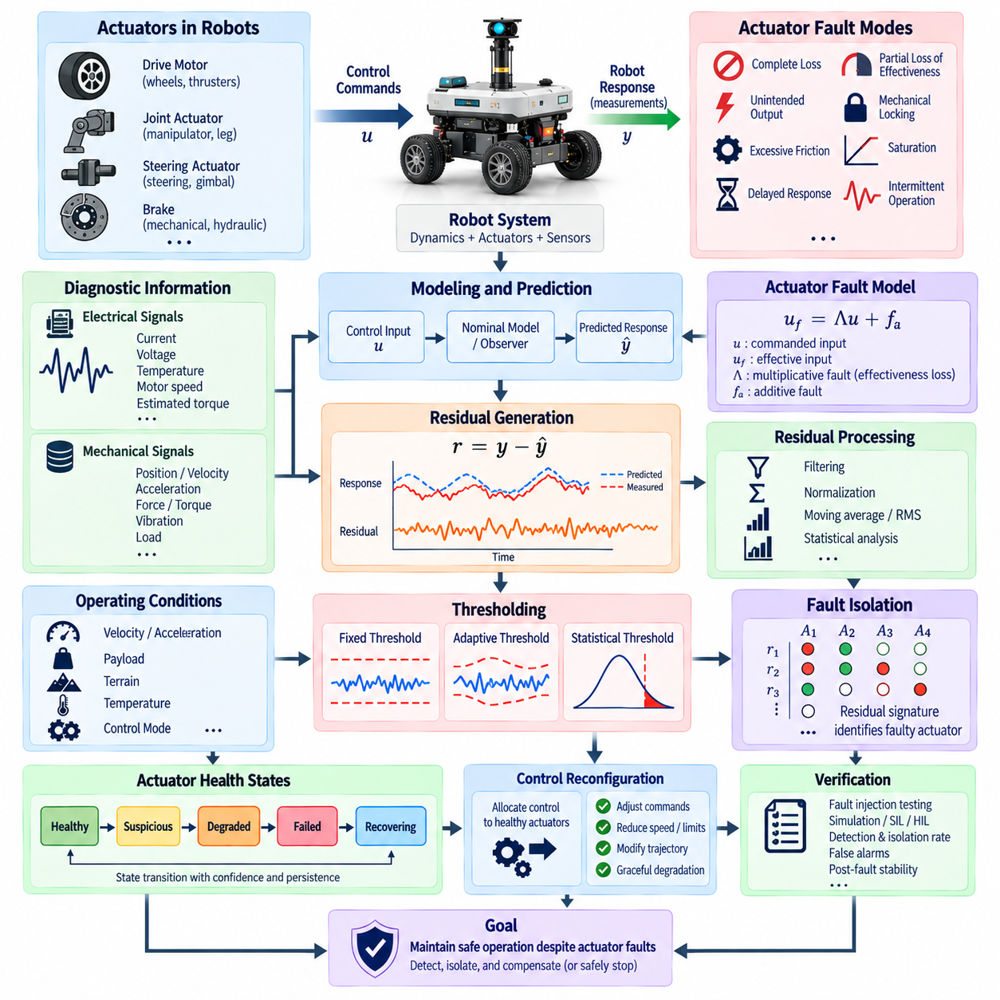 Actuators in Robots
Drive Motor
(wheels, thrusters)
Joint Actuator
(manipulator, leg)
Steering Actuator
(steering, gimbal)
Brake
(mechanical, hydraulic)
...
Control
Commands
u
Robot
Response
(measurements)
y
Robot System
Dynamics + Actuators + Sensors
Actuator Fault Modes
Complete Loss
Partial Loss of
Effectiveness
Unintended
Output
Mechanical
Locking
Excessive Friction
Saturation
Delayed Response
Intermittent
Operation
...
Diagnostic Information
Electrical Signals
Current
Voltage
Temperature
Motor speed
Estimated torque
...
Mechanical Signals
Position / Velocity
Acceleration
Force / Torque
Vibration
Load
...
Modeling and Prediction
Control Input
u
Nominal Model
/ Observer
Predicted Response
ŷ
Actuator Fault Model
u_f = Λu + f_a
u : commanded input
u_f : effective input
Λ : multiplicative fault (effectiveness loss)
f_a : additive fault
Residual Generation
r = y − ŷ
Response
Predicted
Measured
Residual
Time
Residual Processing
Filtering
Normalization
Moving average / RMS
Statistical analysis
...
Operating Conditions
Velocity / Acceleration
Payload
Terrain
Temperature
Control Mode ...
Thresholding
Fixed Threshold
Adaptive Threshold
Statistical Threshold
Fault Isolation
A1 A2 A3 A4
r1
r2
r3
⋮
Residual signature
... identifies faulty actuator
Actuator Health States
Healthy
Suspicious
Degraded
Failed
Recovering
State transition with confidence and persistence
Control Reconfiguration
Allocate control
to healthy actuators
Adjust commands
Reduce speed / limits
Modify trajectory
Graceful degradation
Verification
Fault injection testing
Simulation / SIL / HIL
Detection & isolation rate
False alarms
Post-fault stability
...
Goal
Maintain safe operation despite actuator faults
Detect, isolate, and compensate (or safely stop)